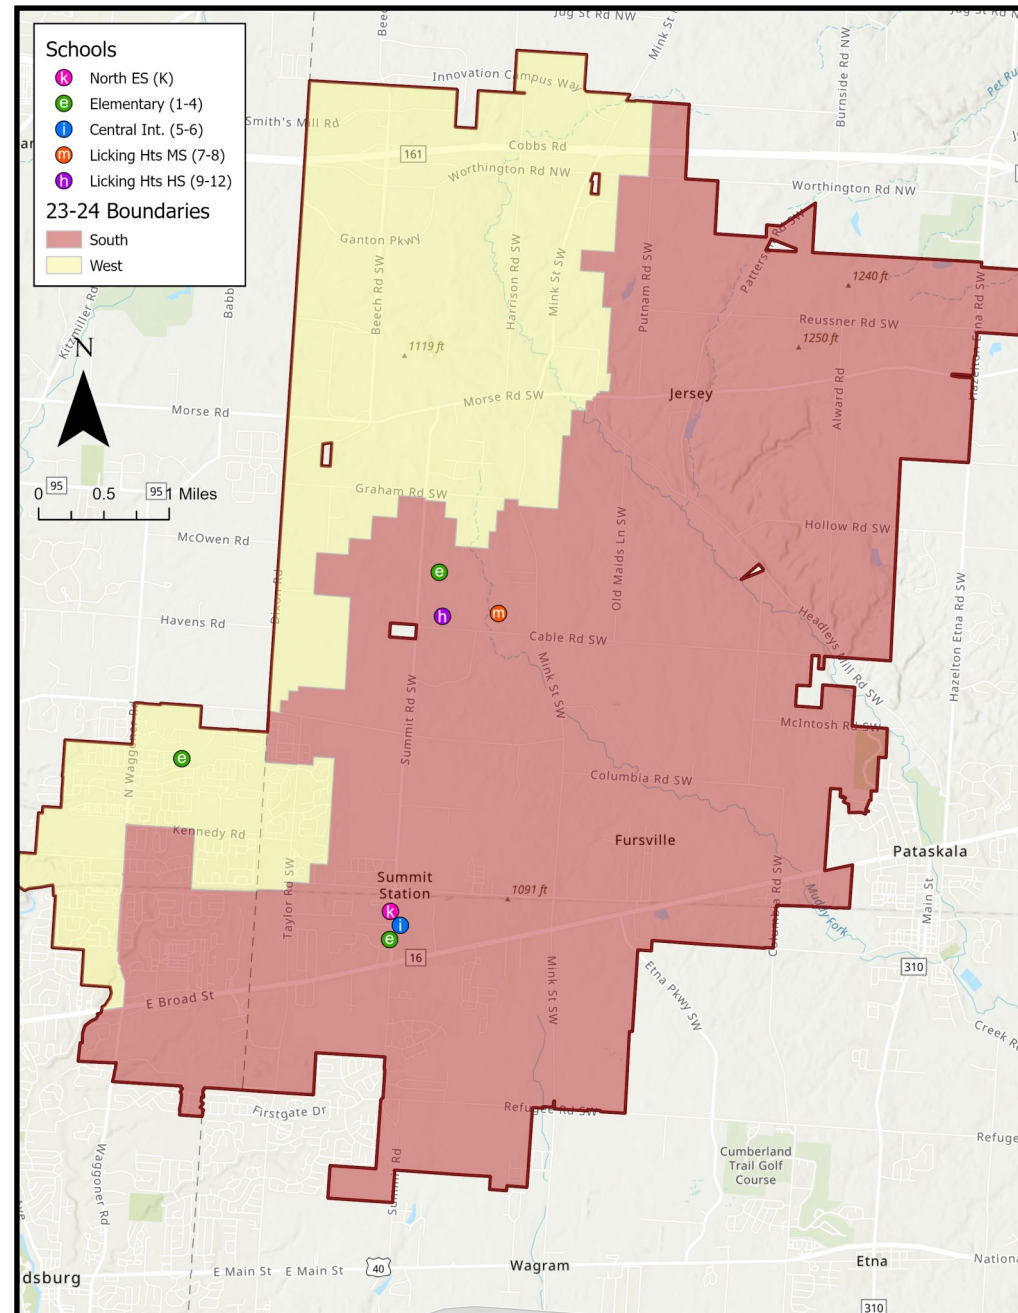 Jug St Rd NW
Schools
k North ES (K)
e Elementary (1-4)
i Central Int. (5-6)
m Licking Hts MS (7-8)
h Licking Hts HS (9-12)
23-24 Boundaries
South
West
Mink St
Innovation Campus Way
Burnside Rd NW
Smith's Mill Rd
161
Cobbs Rd
Worthington Rd NW
Worthington Rd NW
Ganton Pkwy
Beech Rd SW
Harrison Rd SW
Mink St SW
Putnam Rd SW
1240 ft
Reussner Rd SW
1250 ft
Hazelton Etna Rd SW
Kitzmiller Rd
N
1119 ft
Morse Rd
Morse Rd SW
Jersey
Alward Rd
95
95
0 0.5 1 Miles
Graham Rd SW
McOwen Rd
Hollow Rd SW
Old Maids Ln SW
e
Havens Rd
h
m
Cable Rd SW
Headleys Mill Rd SW
Hazelton Etna Rd SW
Mink St SW
Summit Rd SW
McIntosh Rd SW
N Waggoner Rd
e
Columbia Rd SW
Kennedy Rd
Fursville
Pataskala
Taylor Rd SW
Summit
Station
1091 ft
Columbia Rd SW
Muddy Fork
Main St
k
i
e
16
310
E Broad St
Mink St SW
Etna Pkwy SW
Firstgate Dr
Refugee Rd SW
Waggoner Rd
Cumberland
Trail Golf
Course
E Main St
E Main St
40
Wagram
Etna
dsburg
310